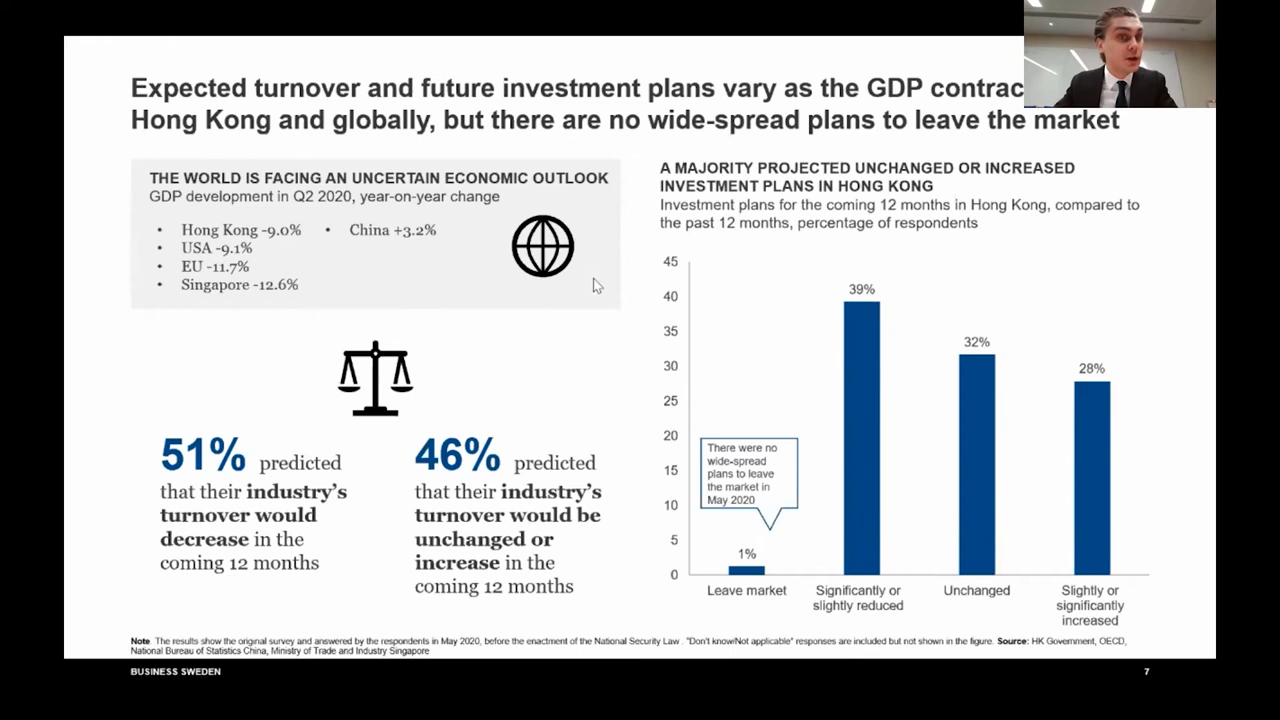 Expected turnover and future investment plans vary as the GDP
Hong Kong and globally, but there are no wide-spread plans to leave the market
THE WORLD IS FACING AN UNCERTAIN ECONOMIC OUTLOOK
GDP development in Q2 2020, year-on-year change
• Hong Kong -9.0%
• USA -9.1%
• EU -11.7%
• Singapore -12.6%
• China +3.2%
51% predicted
that their industry's
turnover would
decrease in the
coming 12 months
46% predicted
that their industry's
turnover would be
unchanged or
increase in the
coming 12 months
A MAJORITY PROJECTED UNCHANGED OR INCREASED
INVESTMENT PLANS IN HONG KONG
Investment plans for the coming 12 months in Hong Kong, compared to
the past 12 months, percentage of respondents
45
40
35
30
25
20
15
10
5
0
There were no
wide-spread
plans to leave
the market in
May 2020
1%
39%
32%
28%
Leave market
Significantly or
slightly reduced
Unchanged
Slightly or
significantly
increased
Note. The results show the original survey and answered by the respondents in May 2020, before the enactment of the National Security Law . "Don't know/Not applicable" responses are included but not shown in the figure. Source: HK Government, OECD,
National Bureau of Statistics China, Ministry of Trade and Industry Singapore
BUSINESS SWEDEN
7